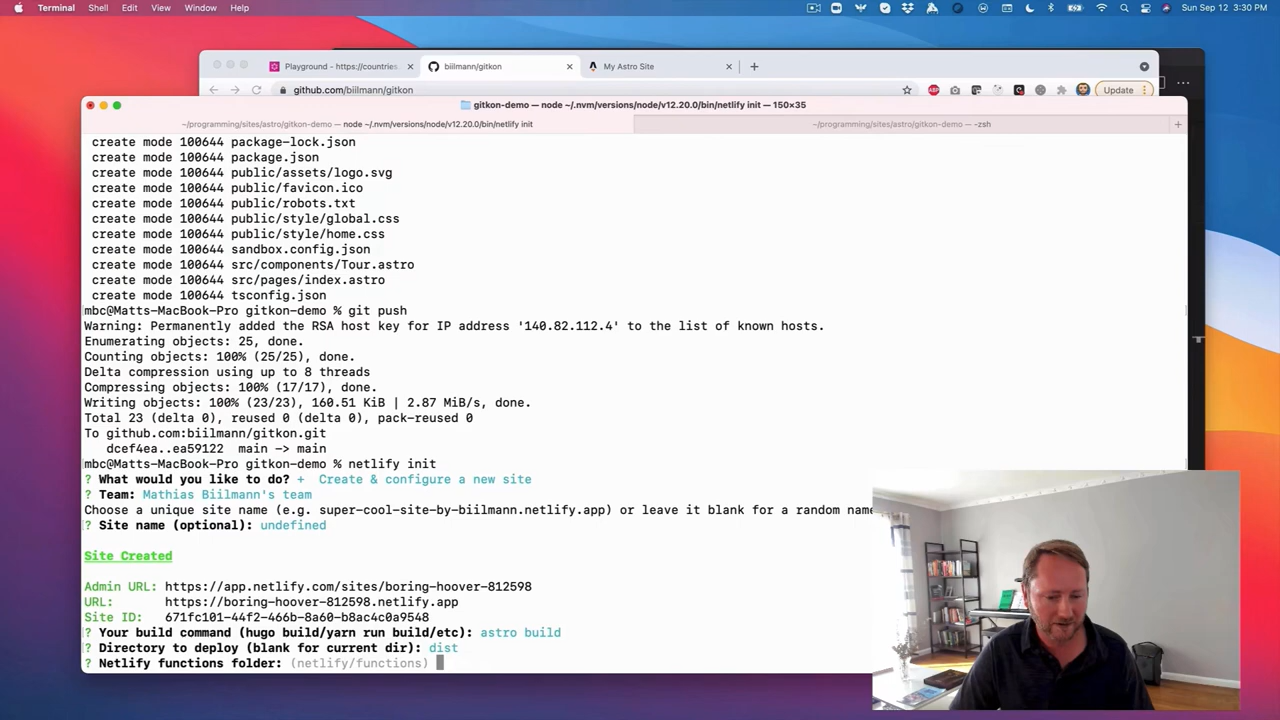 Terminal Shell Edit View Window Help Sun Sep 12 3:30 PM
Playground - https://countries. biilmann/gitkon My Astro Site
github.com/biilmann/gitkon Update
gitkon-demo — node ~/.nvm/versions/node/v12.20.0/bin/netlify init — 150×35
~/programming/sites/astro/gitkon-demo — node ~/.nvm/versions/node/v12.20.0/bin/netlify init ~/programming/sites/astro/gitkon-demo — -zsh
create mode 100644 package-lock.json
create mode 100644 package.json
create mode 100644 public/assets/logo.svg
create mode 100644 public/favicon.ico
create mode 100644 public/robots.txt
create mode 100644 public/style/global.css
create mode 100644 public/style/home.css
create mode 100644 sandbox.config.json
create mode 100644 src/components/Tour.astro
create mode 100644 src/pages/index.astro
create mode 100644 tsconfig.json
mbc@Matts-MacBook-Pro gitkon-demo % git push
Warning: Permanently added the RSA host key for IP address '140.82.112.4' to the list of known hosts.
Enumerating objects: 25, done.
Counting objects: 100% (25/25), done.
Delta compression using up to 8 threads
Compressing objects: 100% (17/17), done.
Writing objects: 100% (23/23), 160.51 KiB | 2.87 MiB/s, done.
Total 23 (delta 0), reused 0 (delta 0), pack-reused 0
To github.com:biilmann/gitkon.git
dcef4ea..ea59122 main -> main
mbc@Matts-MacBook-Pro gitkon-demo % netlify init
? What would you like to do? + Create & configure a new site
? Team: Mathias Biilmann's team
Choose a unique site name (e.g. super-cool-site-by-biilmann.netlify.app) or leave it blank for a random name
? Site name (optional): undefined
Site Created
Admin URL: https://app.netlify.com/sites/boring-hoover-812598
URL: https://boring-hoover-812598.netlify.app
Site ID: 671fc101-44f2-466b-8a60-b8ac4c0a9548
? Your build command (hugo build/yarn run build/etc): astro build
? Directory to deploy (blank for current dir): dist
? Netlify functions folder: (netlify/functions)